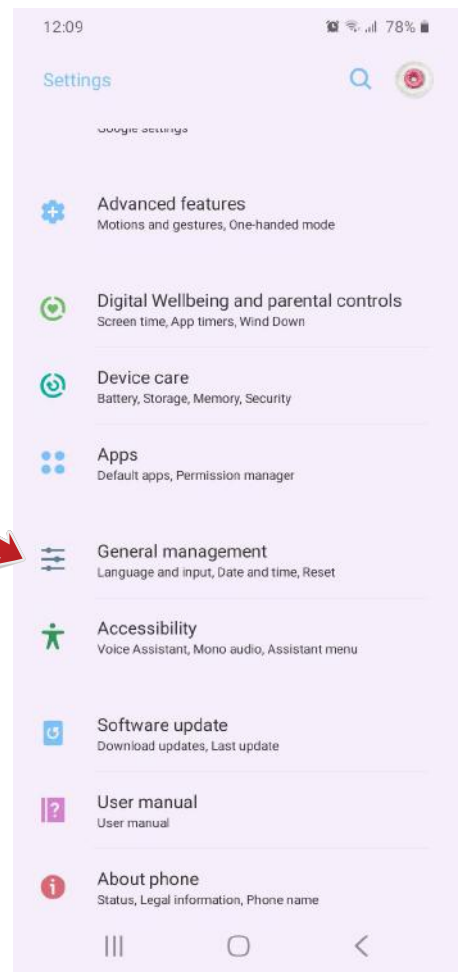 12:09
78%
Settings
Google settings
Advanced features
Motions and gestures, One-handed mode
Digital Wellbeing and parental controls
Screen time, App timers, Wind Down
Device care
Battery, Storage, Memory, Security
Apps
Default apps, Permission manager
General management
Language and input, Date and time, Reset
Accessibility
Voice Assistant, Mono audio, Assistant menu
Software update
Download updates, Last update
User manual
User manual
About phone
Status, Legal information, Phone name